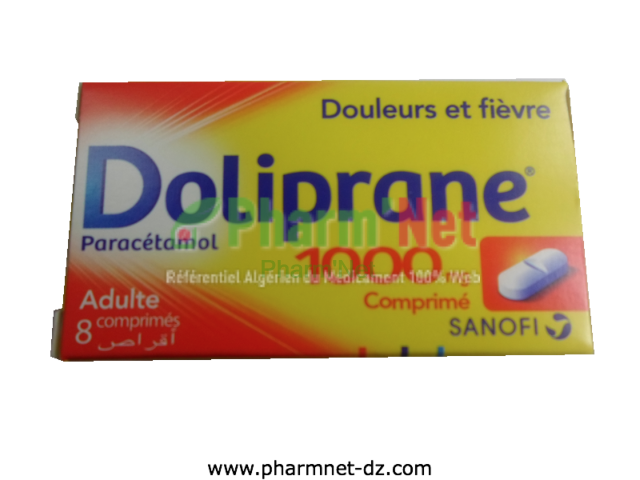 Douleurs et fièvre
Doliprane®
Paracétamol
Pharm'Net
1000
Pharm'N
Référentiel Algérien du Médicament 100% Web
Comprimé
Adulte
8 comprimés
أقراص
SANOFI
www.pharmnet-dz.com